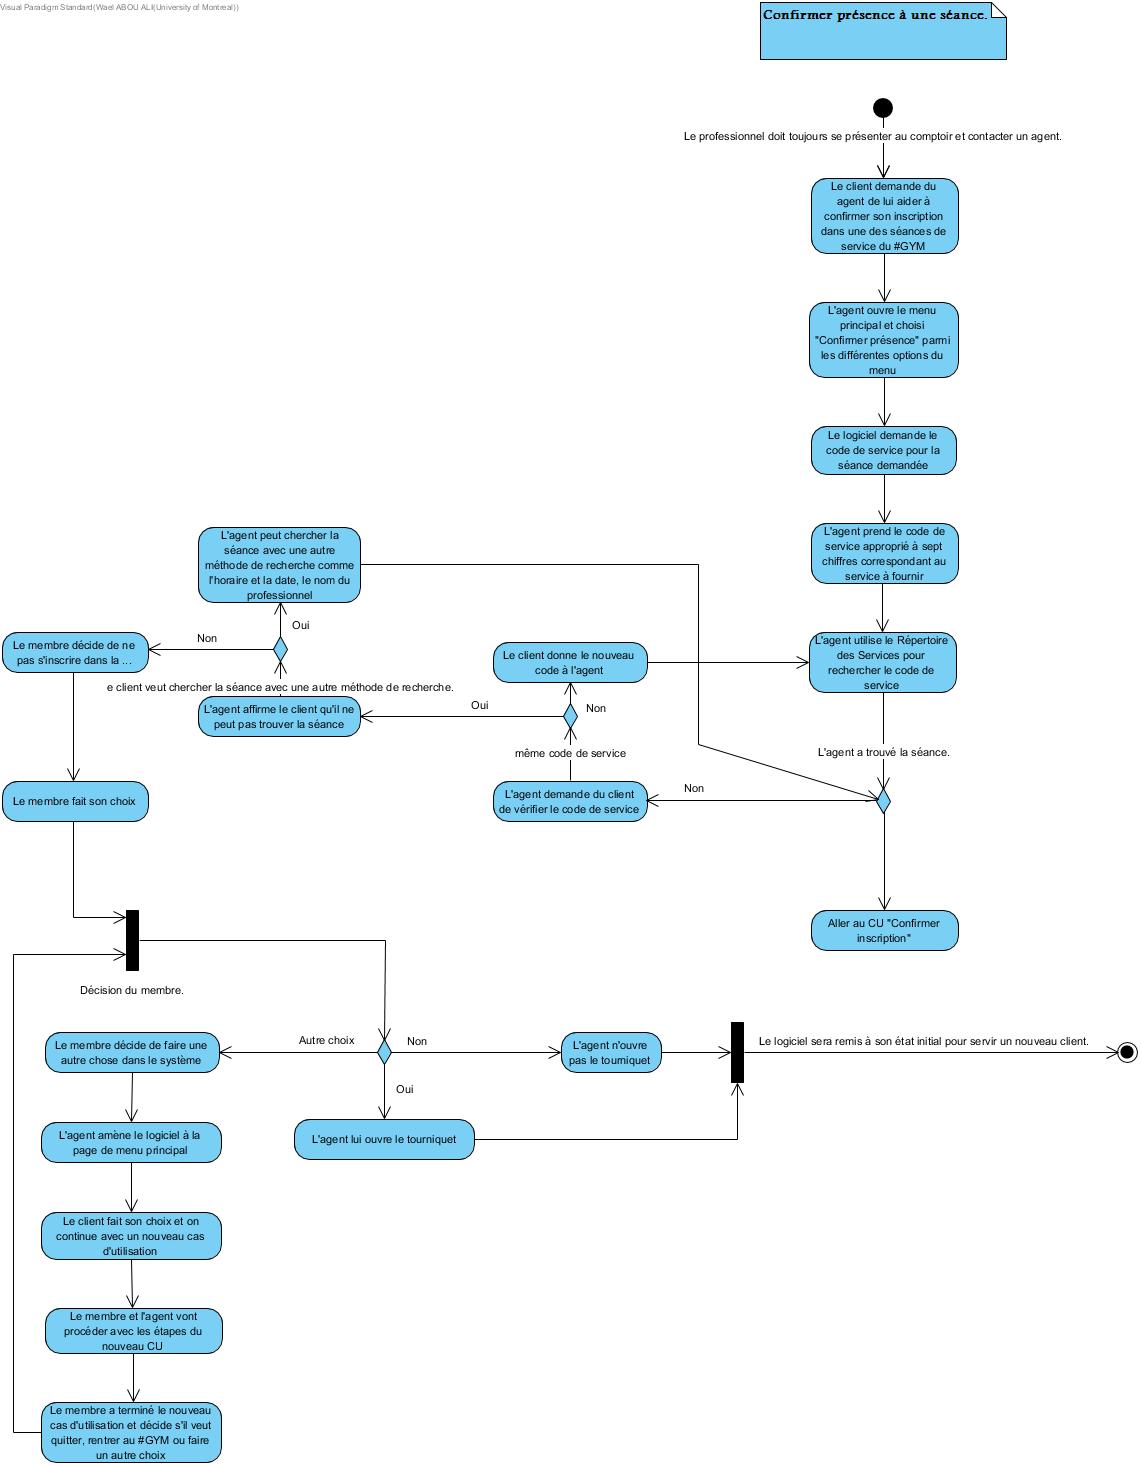 Visual Paradigm Standard(Wael ABOU ALI(University of Montreal))
Confirmer présence à une séance.
Le professionnel doit toujours se présenter au comptoir et contacter un agent.
Le client demande du
agent de lui aider à
confirmer son inscription
dans une des séances de
service du #GYM
L'agent ouvre le menu
principal et choisi
"Confirmer présence" parmi
les différentes options du
menu
Le logiciel demande le
code de service pour la
séance demandée
L'agent prend le code de
service approprié à sept
chiffres correspondant au
service à fournir
L'agent utilise le Répertoire
des Services pour
rechercher le code de
service
L'agent a trouvé la séance.
Non
Aller au CU "Confirmer
inscription"
L'agent demande du client
de vérifier le code de service
même code de service
Non
Le client donne le nouveau
code à l'agent
Oui
L'agent affirme le client qu'il ne
peut pas trouver la séance
e client veut chercher la séance avec une autre méthode de recherche.
Oui
L'agent peut chercher la
séance avec une autre
méthode de recherche comme
l'horaire et la date, le nom du
professionnel
Non
Le membre décide de ne
pas s'inscrire dans la ...
Le membre fait son choix
Décision du membre.
Autre choix
Non
Oui
Le membre décide de faire une
autre chose dans le système
L'agent n'ouvre
pas le tourniquet
Le logiciel sera remis à son état initial pour servir un nouveau client.
L'agent lui ouvre le tourniquet
L'agent amène le logiciel à la
page de menu principal
Le client fait son choix et on
continue avec un nouveau cas
d'utilisation
Le membre et l'agent vont
procéder avec les étapes du
nouveau CU
Le membre a terminé le nouveau
cas d'utilisation et décide s'il veut
quitter, rentrer au #GYM ou faire
un autre choix